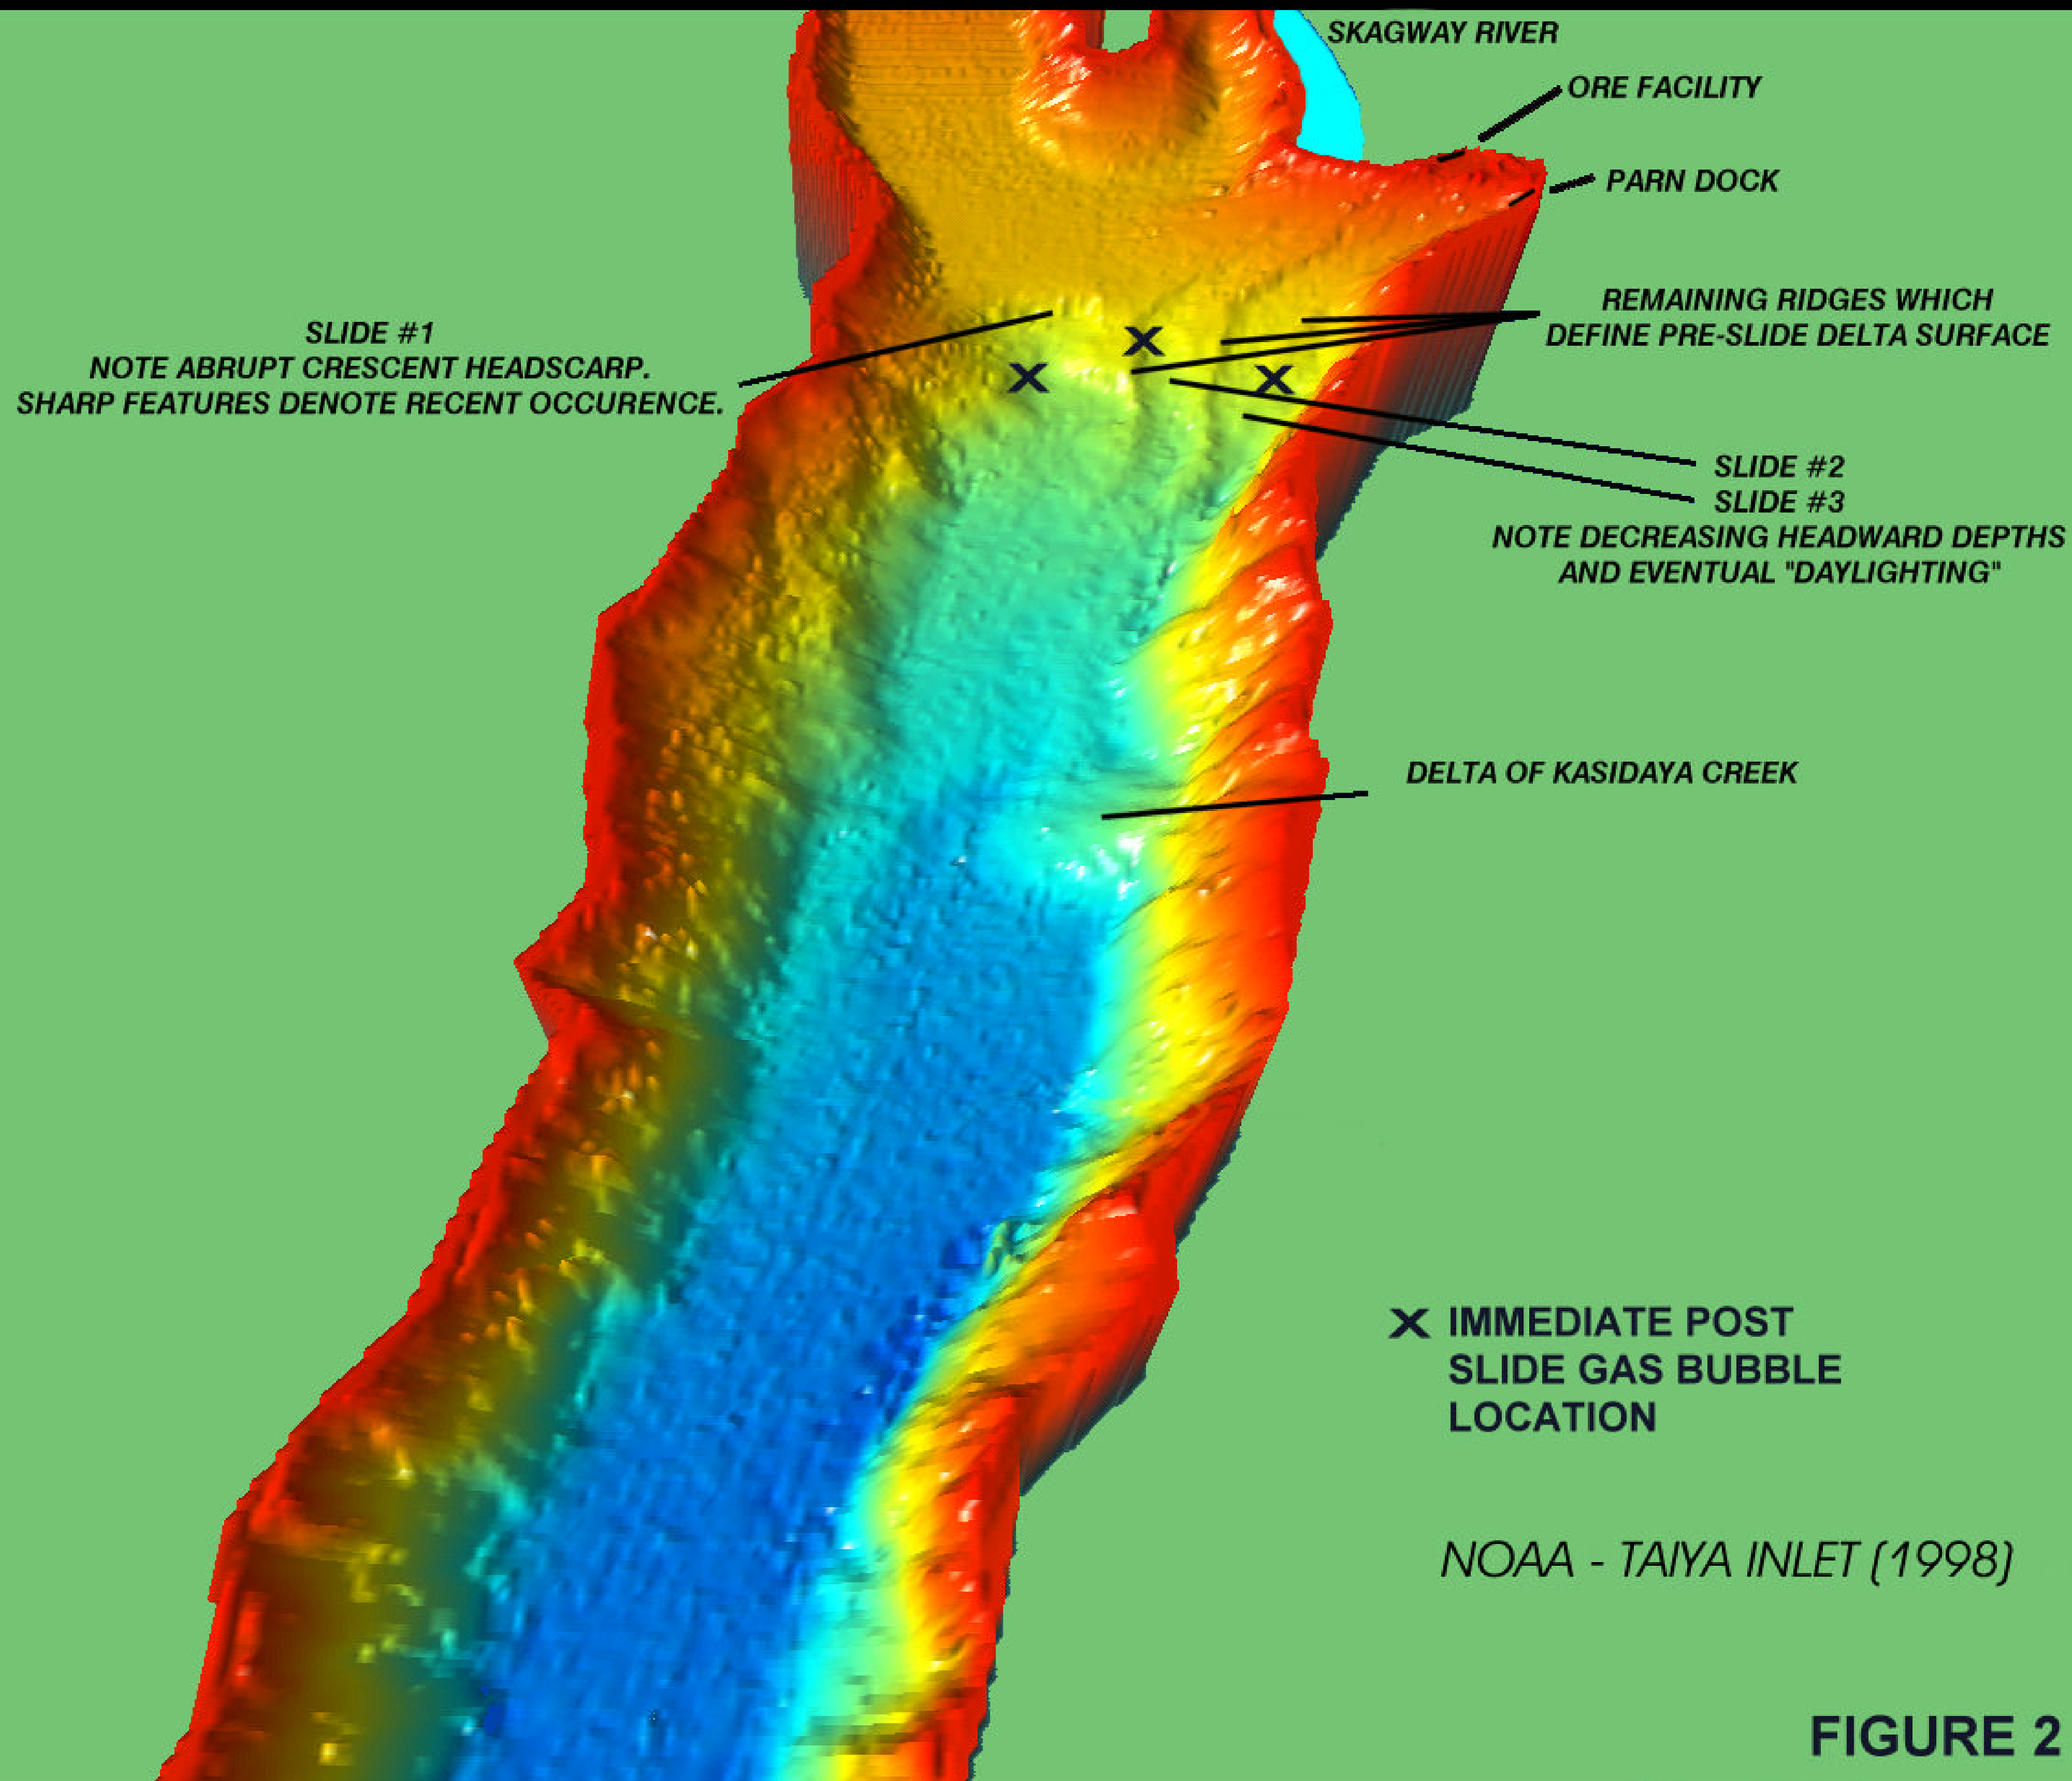 SKAGWAY RIVER
ORE FACILITY
PARN DOCK
REMAINING RIDGES WHICH
DEFINE PRE-SLIDE DELTA SURFACE
SLIDE #1
NOTE ABRUPT CRESCENT HEADSCARP.
SHARP FEATURES DENOTE RECENT OCCURENCE.
X
X
X
SLIDE #2
SLIDE #3
NOTE DECREASING HEADWARD DEPTHS
AND EVENTUAL "DAYLIGHTING"
DELTA OF KASIDAYA CREEK
X IMMEDIATE POST
SLIDE GAS BUBBLE
LOCATION
NOAA - TAIYA INLET (1998)
FIGURE 2